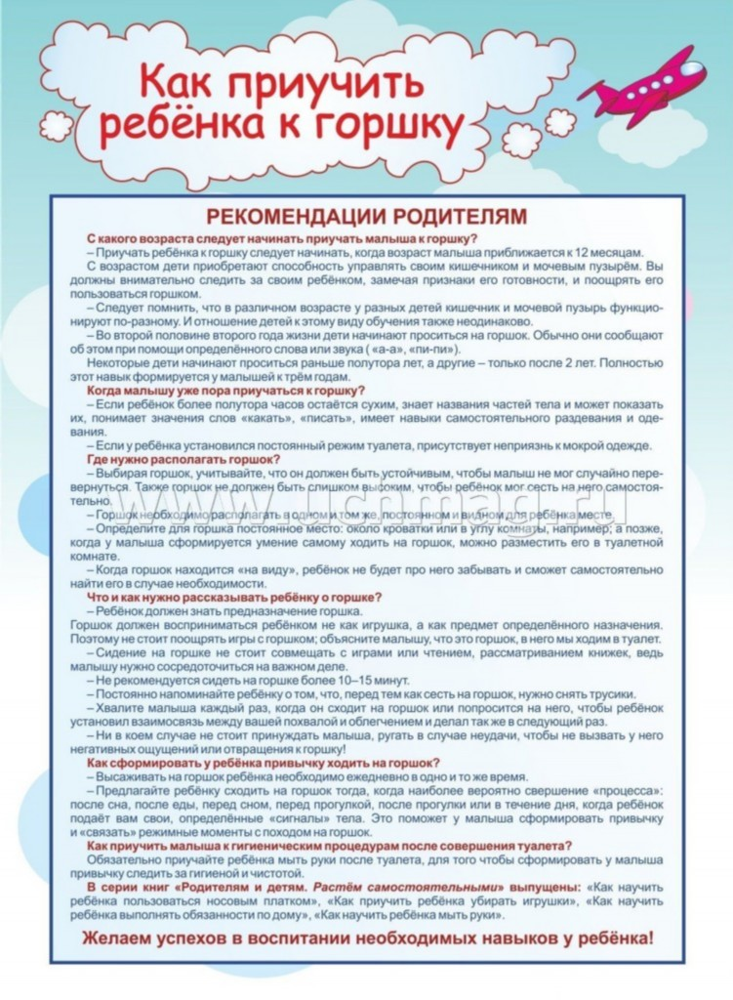 Как приучить
ребёнка к горшку
РЕКОМЕНДАЦИИ РОДИТЕЛЯМ
С какого возраста следует начинать приучать малыша к горшку?
– Приучать ребёнка к горшку следует начинать, когда возраст малыша приближается к 12 месяцам.
С возрастом дети приобретают способность управлять своим кишечником и мочевым пузырём. Вы
должны внимательно следить за своим ребёнком, замечая признаки его готовности, и поощрять его
пользоваться горшком.
– Следует помнить, что в различном возрасте у разных детей кишечник и мочевой пузырь функцио-
нируют по-разному. И отношение детей к этому виду обучения также неодинаково.
– Во второй половине второго года жизни дети начинают проситься на горшок. Обычно они сообщают
об этом при помощи определённого слова или звука ( «а-а», «пи-пи»).
Некоторые дети начинают проситься раньше полутора лет, а другие – только после 2 лет. Полностью
этот навык формируется у малышей к трём годам.
Когда малышу уже пора приучаться к горшку?
– Если ребёнок более полутора часов остаётся сухим, знает названия частей тела и может показать
их, понимает значения слов «какать», «писать», имеет навыки самостоятельного раздевания и оде-
вания.
– Если у ребёнка установился постоянный режим туалета, присутствует неприязнь к мокрой одежде.
Где нужно располагать горшок?
– Выбирая горшок, учитывайте, что он должен быть устойчивым, чтобы малыш не мог случайно пере-
вернуться. Также горшок не должен быть слишком высоким, чтобы ребёнок мог сесть на него самостоя-
тельно.
– Горшок необходимо располагать в одном и том же, постоянном и видном для ребёнка месте.
– Определите для горшка постоянное место: около кроватки или в углу комнаты, например; а позже,
когда у малыша сформируется умение самому ходить на горшок, можно разместить его в туалетной
комнате.
– Когда горшок находится «на виду», ребёнок не будет про него забывать и сможет самостоятельно
найти его в случае необходимости.
Что и как нужно рассказывать ребёнку о горшке?
– Ребёнок должен знать предназначение горшка.
Горшок должен восприниматься ребёнком не как игрушка, а как предмет определённого назначения.
Поэтому не стоит поощрять игры с горшком; объясните малышу, что это горшок, в него мы ходим в туалет.
– Сидение на горшке не стоит совмещать с играми или чтением, рассматриванием книжек, ведь
малышу нужно сосредоточиться на важном деле.
– Не рекомендуется сидеть на горшке более 10–15 минут.
– Постоянно напоминайте ребёнку о том, что, перед тем как сесть на горшок, нужно снять трусики.
– Хвалите малыша каждый раз, когда он сходит на горшок или попросится на него, чтобы ребёнок
установил взаимосвязь между вашей похвалой и облегчением и делал так же в следующий раз.
– Ни в коем случае не стоит принуждать малыша, ругать в случае неудачи, чтобы не вызвать у него
негативных ощущений или отвращения к горшку!
Как сформировать у ребёнка привычку ходить на горшок?
– Высаживать на горшок ребёнка необходимо ежедневно в одно и то же время.
– Предлагайте ребёнку сходить на горшок тогда, когда наиболее вероятно свершение «процесса»:
после сна, после еды, перед сном, перед прогулкой, после прогулки или в течение дня, когда ребёнок
подаёт вам свои, определённые «сигналы» тела. Это поможет у малыша сформировать привычку
и «связать» режимные моменты с походом на горшок.
Как приучить малыша к гигиеническим процедурам после совершения туалета?
Обязательно приучайте ребёнка мыть руки после туалета, для того чтобы сформировать у малыша
привычку следить за гигиеной и чистотой.
В серии книг «Родителям и детям. Растём самостоятельными» выпущены: «Как научить
ребёнка пользоваться носовым платком», «Как приучить ребёнка убирать игрушки», «Как научить
ребёнка выполнять обязанности по дому», «Как научить ребёнка мыть руки».
Желаем успехов в воспитании необходимых навыков у ребёнка!
www.uchmag.ru